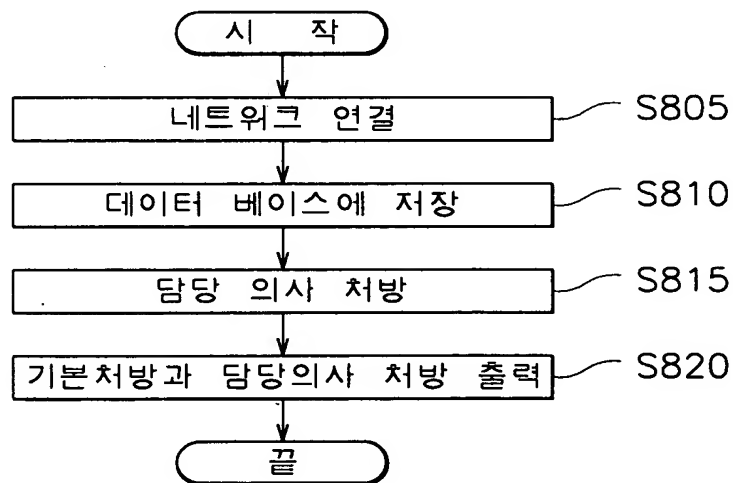 시 작
네트워크 연결 S805
데이터 베이스에 저장 S810
담당 의사 처방 S815
기본처방과 담당의사 처방 출력 S820
끝